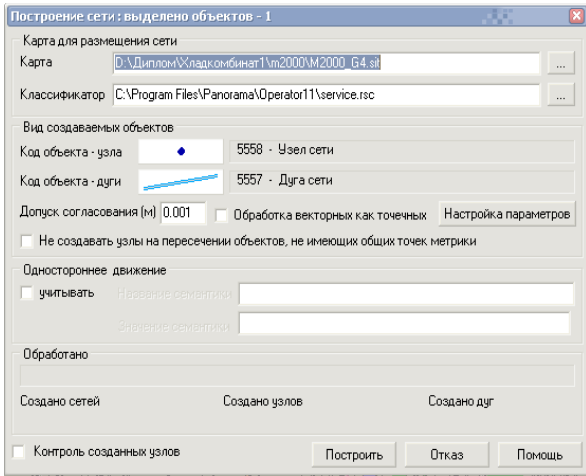 Построение сети : выделено объектов - 1
Карта для размещения сети
Карта D:\Диплом\Хладкомбинат1\m2000\M2000_G4.sit ...
Классификатор C:\Program Files\Panorama\Operator11\service.rsc ...
Вид создаваемых объектов
Код объекта - узла 5558 - Узел сети
Код объекта - дуги 5557 - Дуга сети
Допуск согласования (м) 0.001 Обработка векторных как точечных Настройка параметров
Не создавать узлы на пересечении объектов, не имеющих общих точек метрики
Одностороннее движение
учитывать Название семантики
Значение семантики
Обработано
Создано сетей Создано узлов Создано дуг
Контроль созданных узлов Построить Отказ Помощь